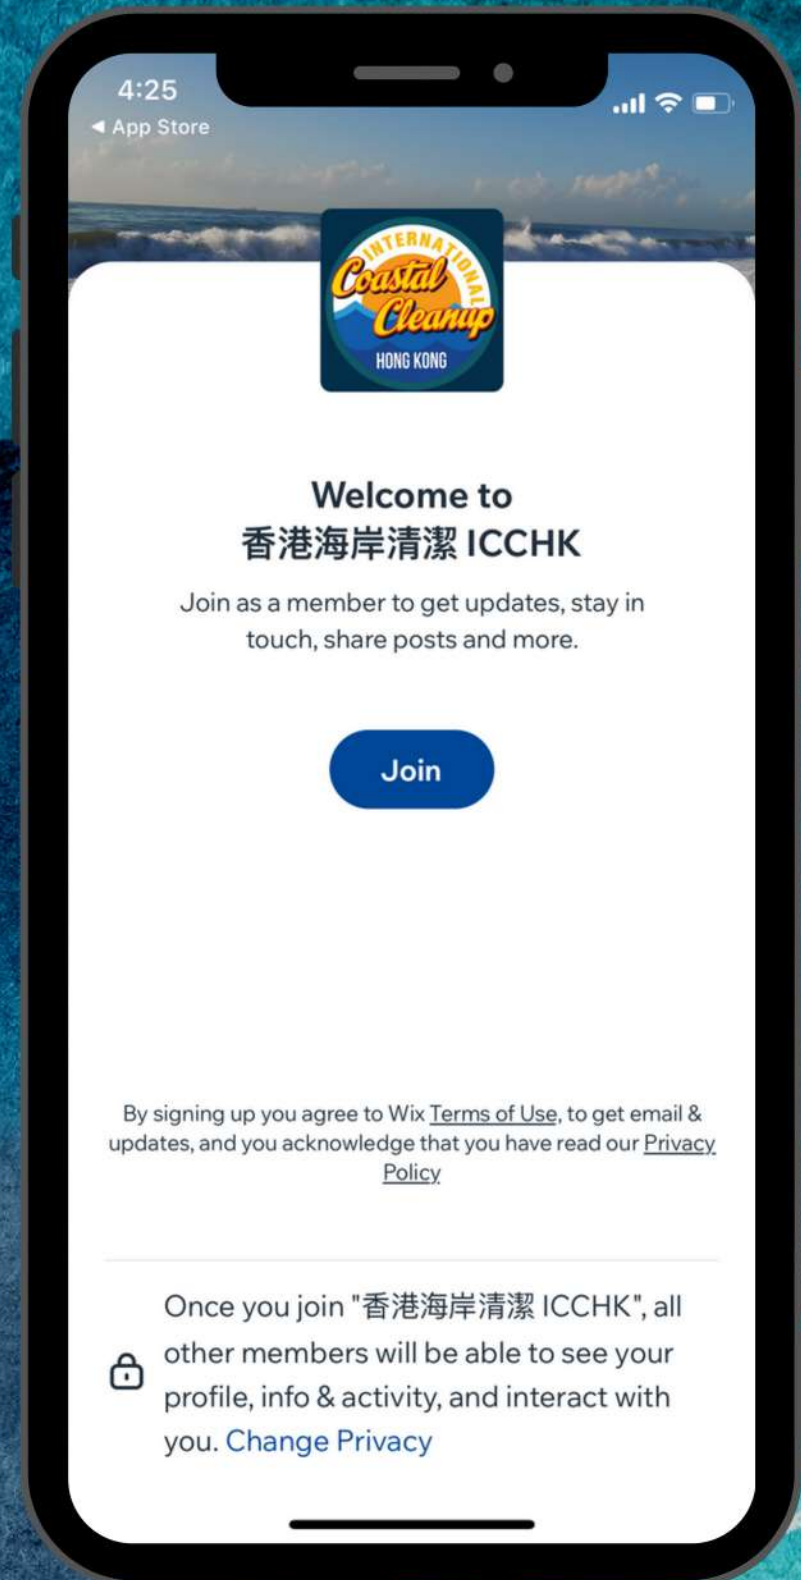 4:25
◀ App Store
INTERNATIONAL
Coastal
Cleanup
HONG KONG
Welcome to
香港海岸清潔 ICCHK
Join as a member to get updates, stay in
touch, share posts and more.
Join
By signing up you agree to Wix Terms of Use, to get email &
updates, and you acknowledge that you have read our Privacy
Policy
Once you join "香港海岸清潔 ICCHK", all
other members will be able to see your
profile, info & activity, and interact with
you. Change Privacy